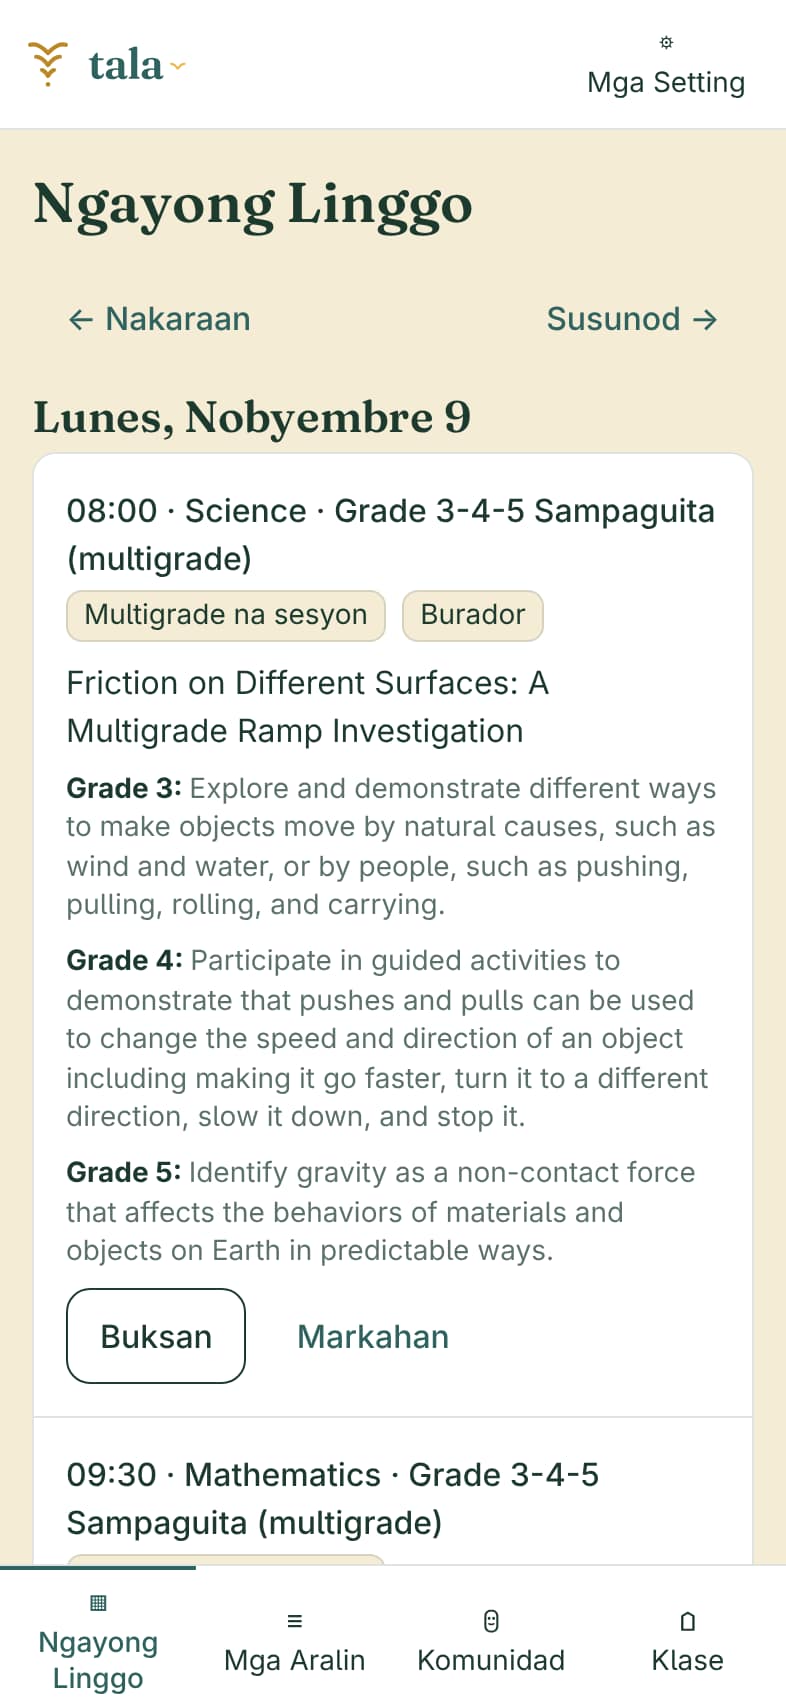 tala
Mga Setting
Ngayong Linggo
← Nakaraan
Susunod →
Lunes, Nobyembre 9
08:00 · Science · Grade 3-4-5 Sampaguita
(multigrade)
Multigrade na sesyon
Burador
Friction on Different Surfaces: A
Multigrade Ramp Investigation
Grade 3: Explore and demonstrate different ways
to make objects move by natural causes, such as
wind and water, or by people, such as pushing,
pulling, rolling, and carrying.
Grade 4: Participate in guided activities to
demonstrate that pushes and pulls can be used
to change the speed and direction of an object
including making it go faster, turn it to a different
direction, slow it down, and stop it.
Grade 5: Identify gravity as a non-contact force
that affects the behaviors of materials and
objects on Earth in predictable ways.
Buksan
Markahan
09:30 · Mathematics · Grade 3-4-5
Sampaguita (multigrade)
Ngayong
Linggo
Mga Aralin
Komunidad
Klase